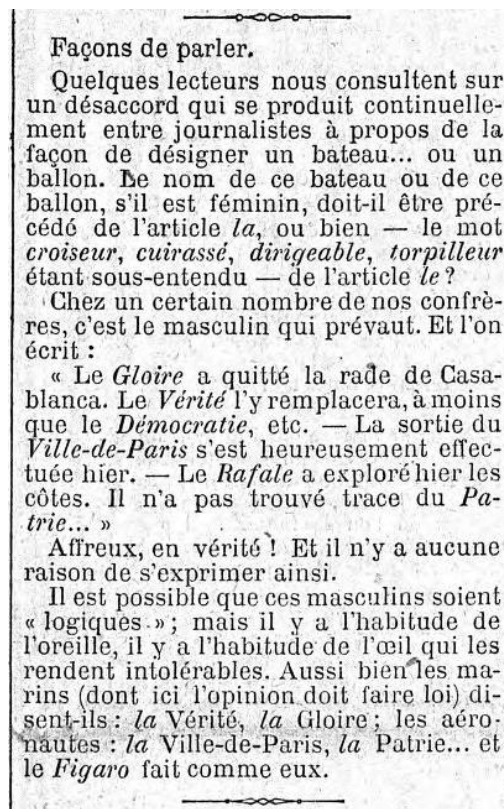 Façons de parler.
Quelques lecteurs nous consultent sur
un désaccord qui se produit continuelle-
ment entre journalistes à propos de la
façon de désigner un bateau... ou un
ballon. Le nom de ce bateau ou de ce
ballon, s'il est féminin, doit-il être pré-
cédé de l'article la, ou bien — le mot
croiseur, cuirassé, dirigeable, torpilleur
étant sous-entendu — de l'article le ?
Chez un certain nombre de nos confrè-
res, c'est le masculin qui prévaut. Et l'on
écrit :
« Le Gloire a quitté la rade de Casa-
blanca. Le Vérité l'y remplacera, à moins
que le Démocratie, etc. — La sortie du
Ville-de-Paris s'est heureusement effec-
tuée hier. — Le Rafale a exploré hier les
côtes. Il n'a pas trouvé trace du Pa-
trie... »
Affreux, en vérité ! Et il n'y a aucune
raison de s'exprimer ainsi.
Il est possible que ces masculins soient
« logiques » ; mais il y a l'habitude de
l'oreille, il y a l'habitude de l'œil qui les
rendent intolérables. Aussi bien les ma-
rins (dont ici l'opinion doit faire loi) di-
sent-ils : la Vérité, la Gloire ; les aéro-
nautes : la Ville-de-Paris, la Patrie... et
le Figaro fait comme eux.